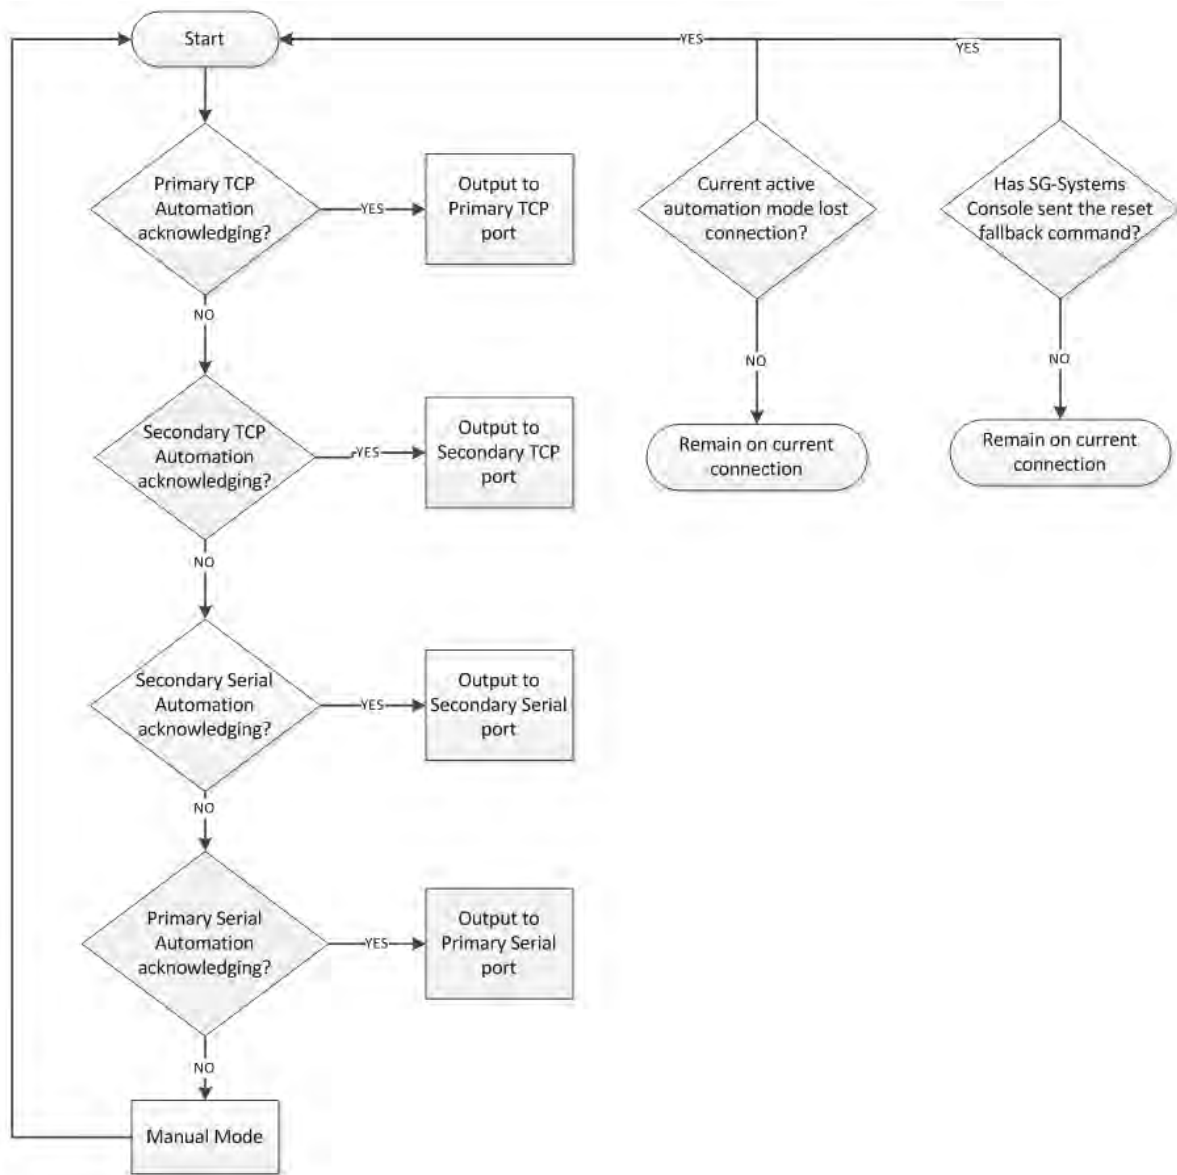 Start
YES
YES
Primary TCP
Automation
acknowledging?
YES
Output to
Primary TCP
port
Current active
automation mode lost
connection?
Has SG-Systems
Console sent the reset
fallback command?
NO
NO
NO
Secondary TCP
Automation
acknowledging?
YES
Output to
Secondary TCP
port
Remain on current
connection
Remain on current
connection
NO
Secondary Serial
Automation
acknowledging?
YES
Output to
Secondary Serial
port
NO
Primary Serial
Automation
acknowledging?
YES
Output to
Primary Serial
port
NO
Manual Mode